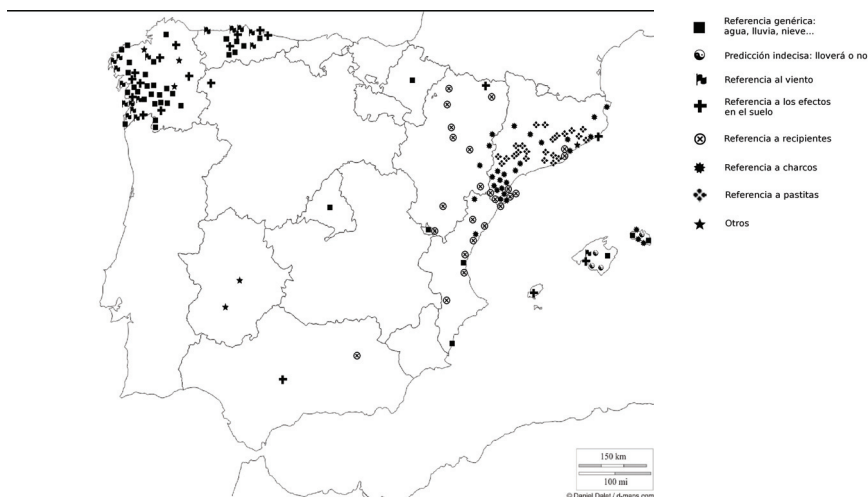 Referencia genérica:
agua, lluvia, nieve...
Predicción indecisa: lloverá o no
Referencia al viento
Referencia a los efectos
en el suelo
Referencia a recipientes
Referencia a charcos
Referencia a pastitas
Otros
150 km
100 mi
© Daniel Dalet / d-maps.com